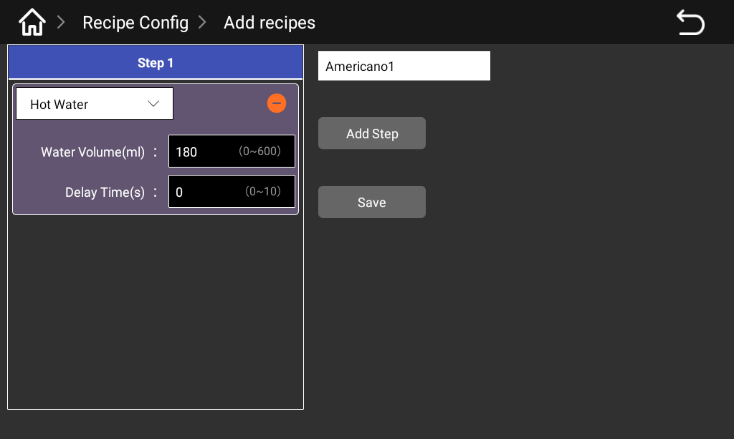 Recipe Config > Add recipes
Step 1
Americano1
Hot Water
Water Volume(ml) : 180 (0~600)
Add Step
Delay Time(s) : 0 (0~10)
Save